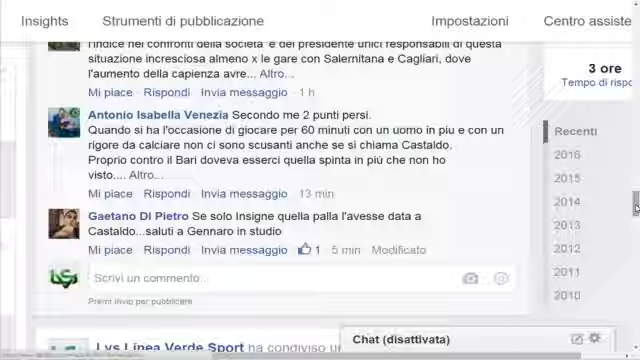 Insights Strumenti di pubblicazione Impostazioni Centro assiste
l'indice nei confronti della società e del presidente unici responsabili di questa
situazione incresciosa almeno x le gare con Salernitana e Cagliari, dove
l'aumento della capienza avre... Altro...
Mi piace Rispondi Invia messaggio 1 h
3 ore
Tempo di rispo
Antonio Isabella Venezia Secondo me 2 punti persi.
Quando si ha l'occasione di giocare per 60 minuti con un uomo in piu e con un
rigore da calciare non ci sono scusanti anche se si chiama Castaldo.
Proprio contro il Bari doveva esserci quella spinta in più che non ho
visto.... Altro...
Mi piace Rispondi Invia messaggio 13 min
Gaetano Di Pietro Se solo Insigne quella palla l'avesse data a
Castaldo...saluti a Gennaro in studio
Mi piace Rispondi Invia messaggio 1 5 min Modificato
Scrivi un commento...
Premi Invio per pubblicare
Recenti
2016
2015
2014
2013
2012
2011
2010
Lvs Linea Verde Sport ha condiviso un
Chat (disattivata)